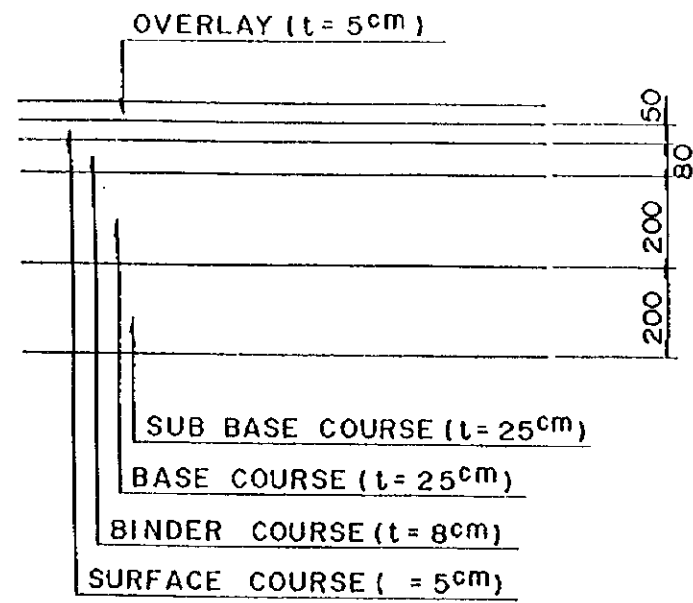 OVERLAY (t= 5cm)
50
80
200
200
SUB BASE COURSE (t= 25cm)
BASE COURSE (t= 25cm)
BINDER COURSE (t= 8cm)
SURFACE COURSE ( = 5cm)